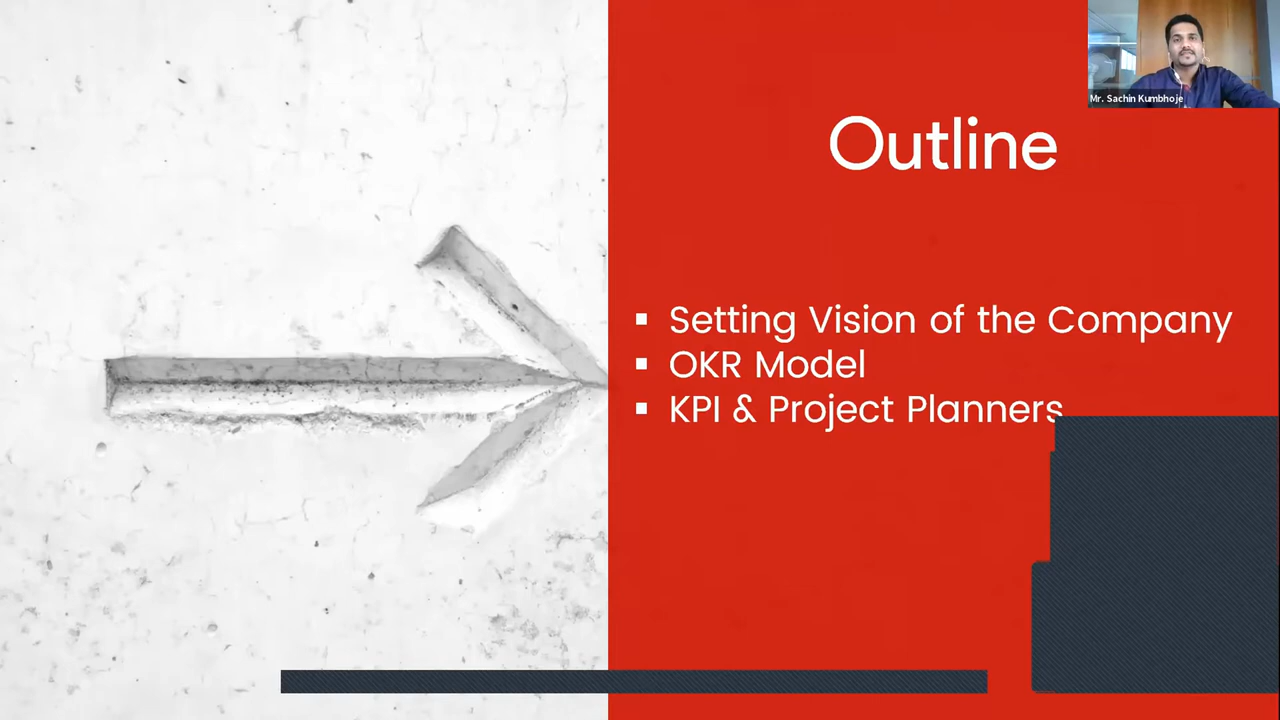 Mr. Sachin Kumbhoje
Outline
▪ Setting Vision of the Company
▪ OKR Model
▪ KPI & Project Planners